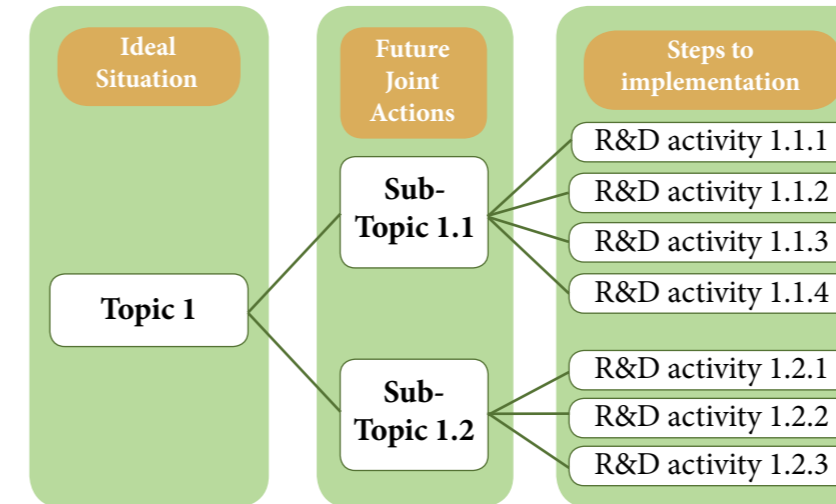 Ideal
Situation
Topic 1
Future
Joint
Actions
Sub-
Topic 1.1
Sub-
Topic 1.2
Steps to
implementation
R&D activity 1.1.1
R&D activity 1.1.2
R&D activity 1.1.3
R&D activity 1.1.4
R&D activity 1.2.1
R&D activity 1.2.2
R&D activity 1.2.3